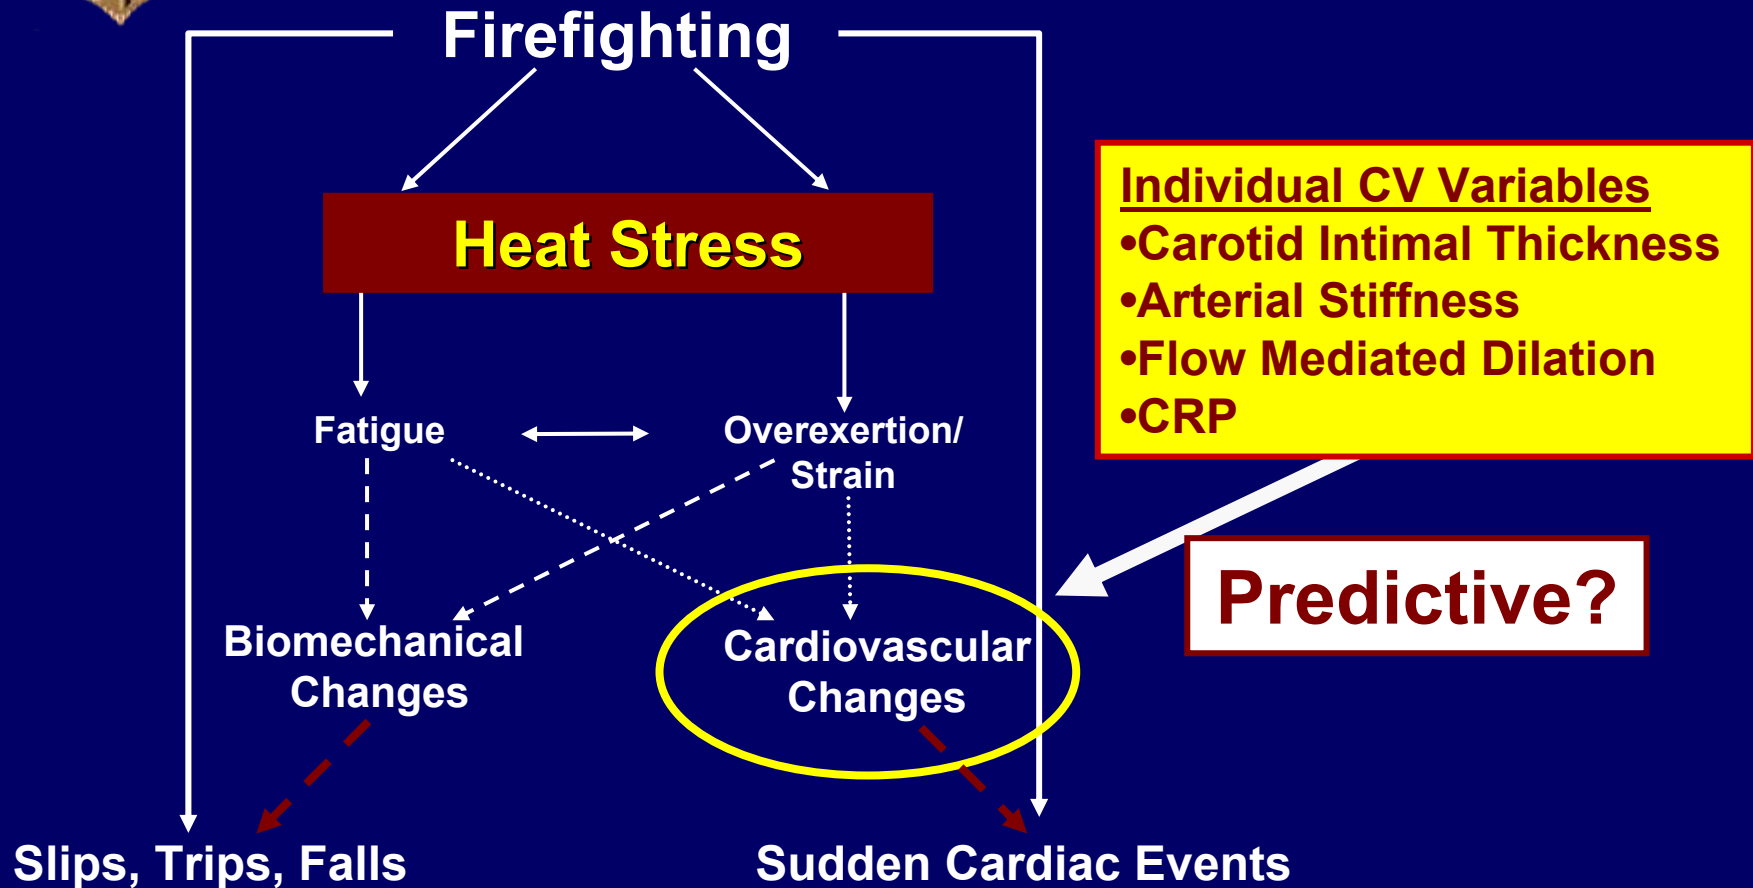 Firefighting
Heat Stress
Individual CV Variables
•Carotid Intimal Thickness
•Arterial Stiffness
•Flow Mediated Dilation
•CRP
Fatigue
Overexertion/
Strain
Predictive?
Biomechanical
Changes
Cardiovascular
Changes
Slips, Trips, Falls
Sudden Cardiac Events